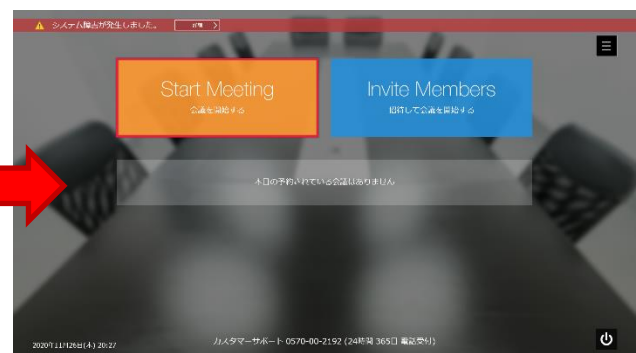 システム障害が発生しました。 詳細
Start Meeting
会議を開始する
Invite Members
招待して会議を開始する
本日の予約されている会議はありません
2020年11月26日(木) 20:27
カスタマーサポート 0570-00-2192 (24時間 365日 電話受付)